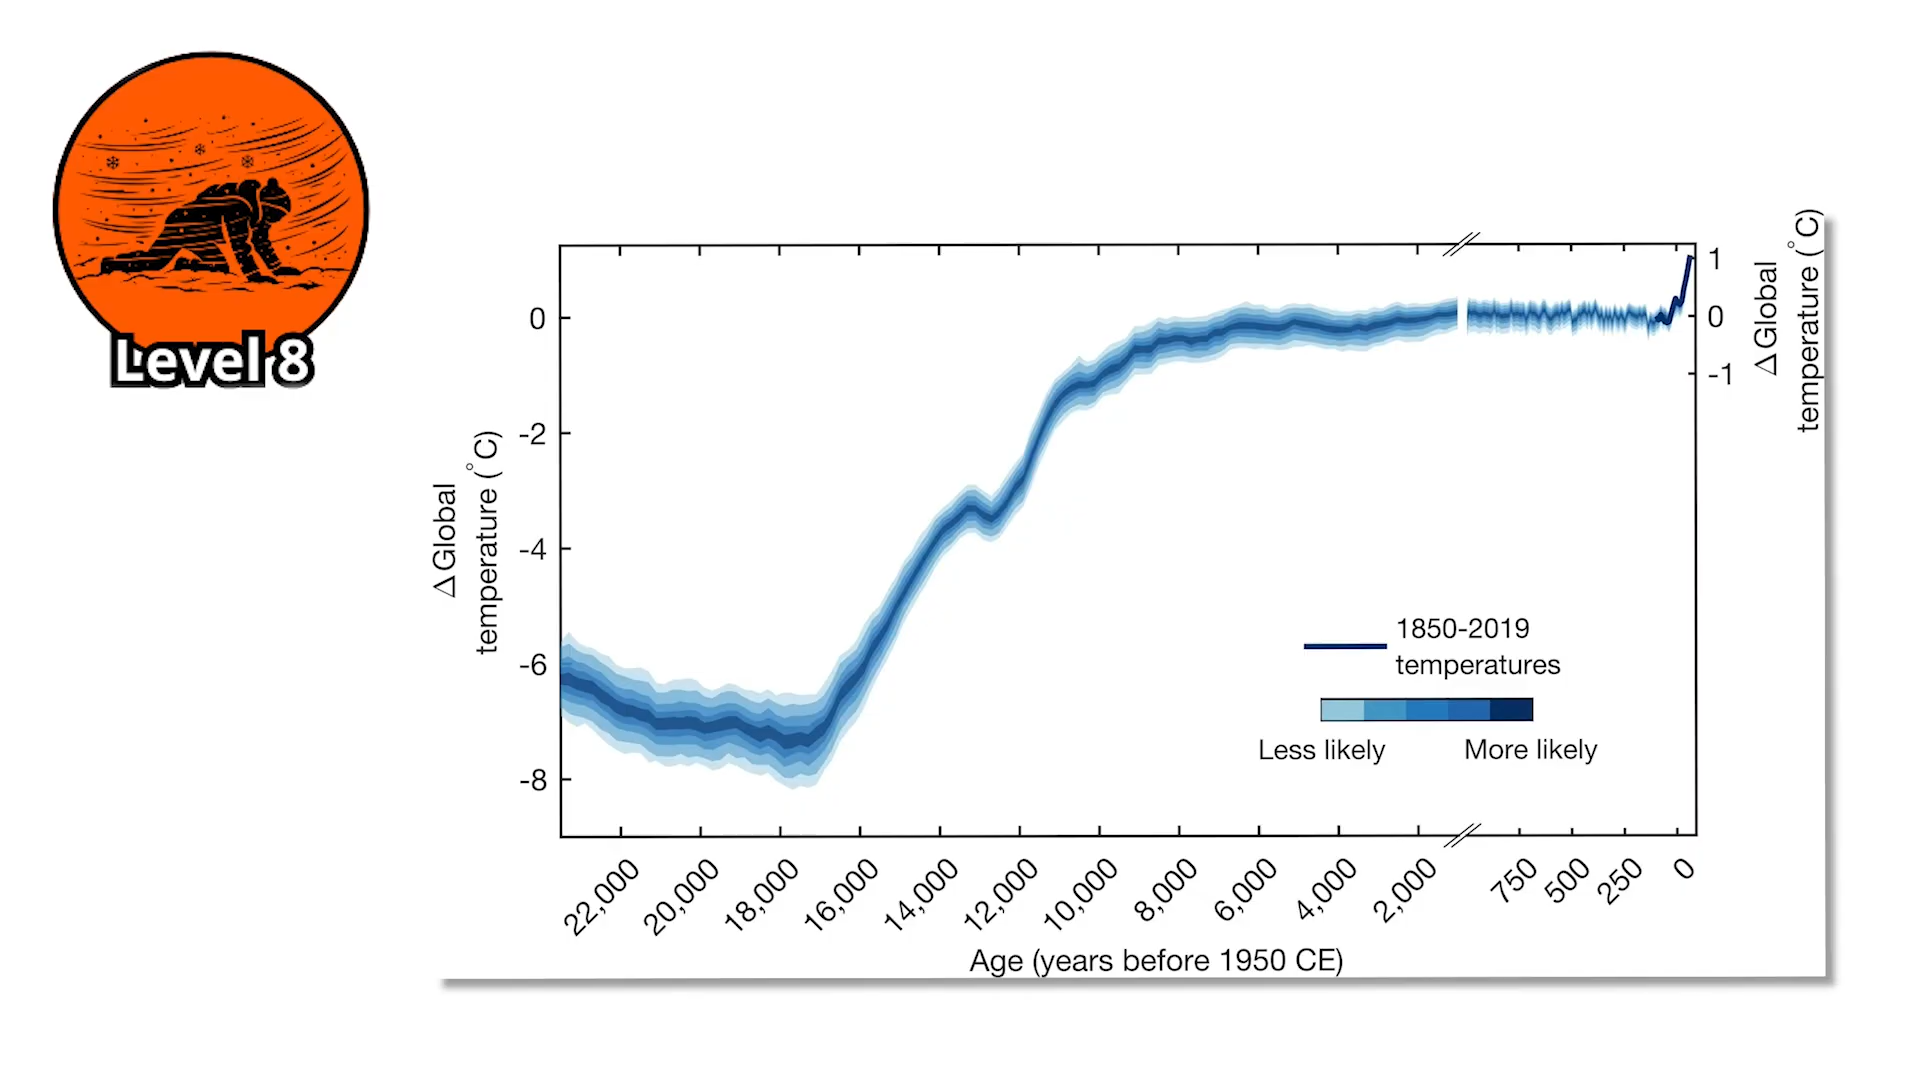 Level 8
Δ Global
temperature (°C)
0
-2
-4
-6
-8
1
0
-1
Δ Global
temperature (°C)
1850-2019
temperatures
Less likely
More likely
22,000
20,000
18,000
16,000
14,000
12,000
10,000
8,000
6,000
4,000
2,000
750
500
250
0
Age (years before 1950 CE)